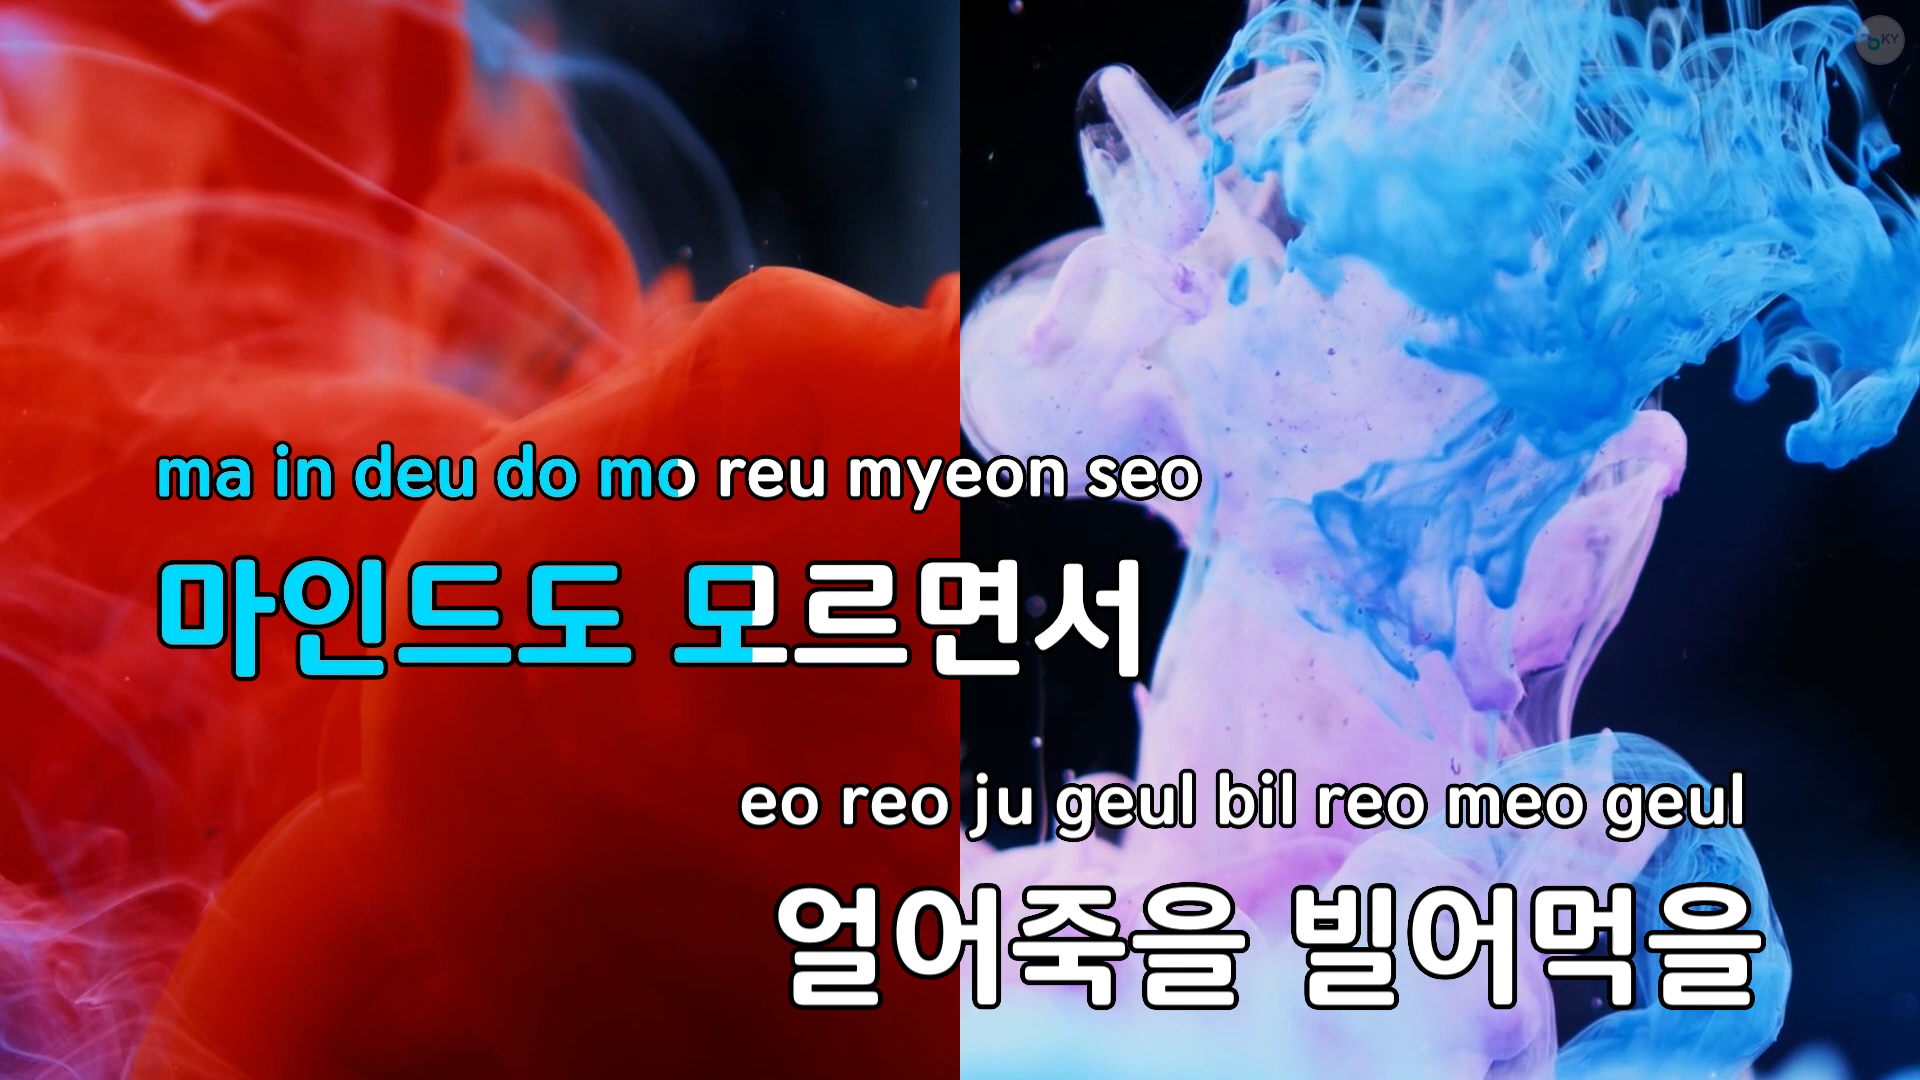 KY
ma in deu do mo reu myeon seo
마인드도 모르면서
eo reo ju geul bil reo meo geul
얼어죽을 빌어먹을